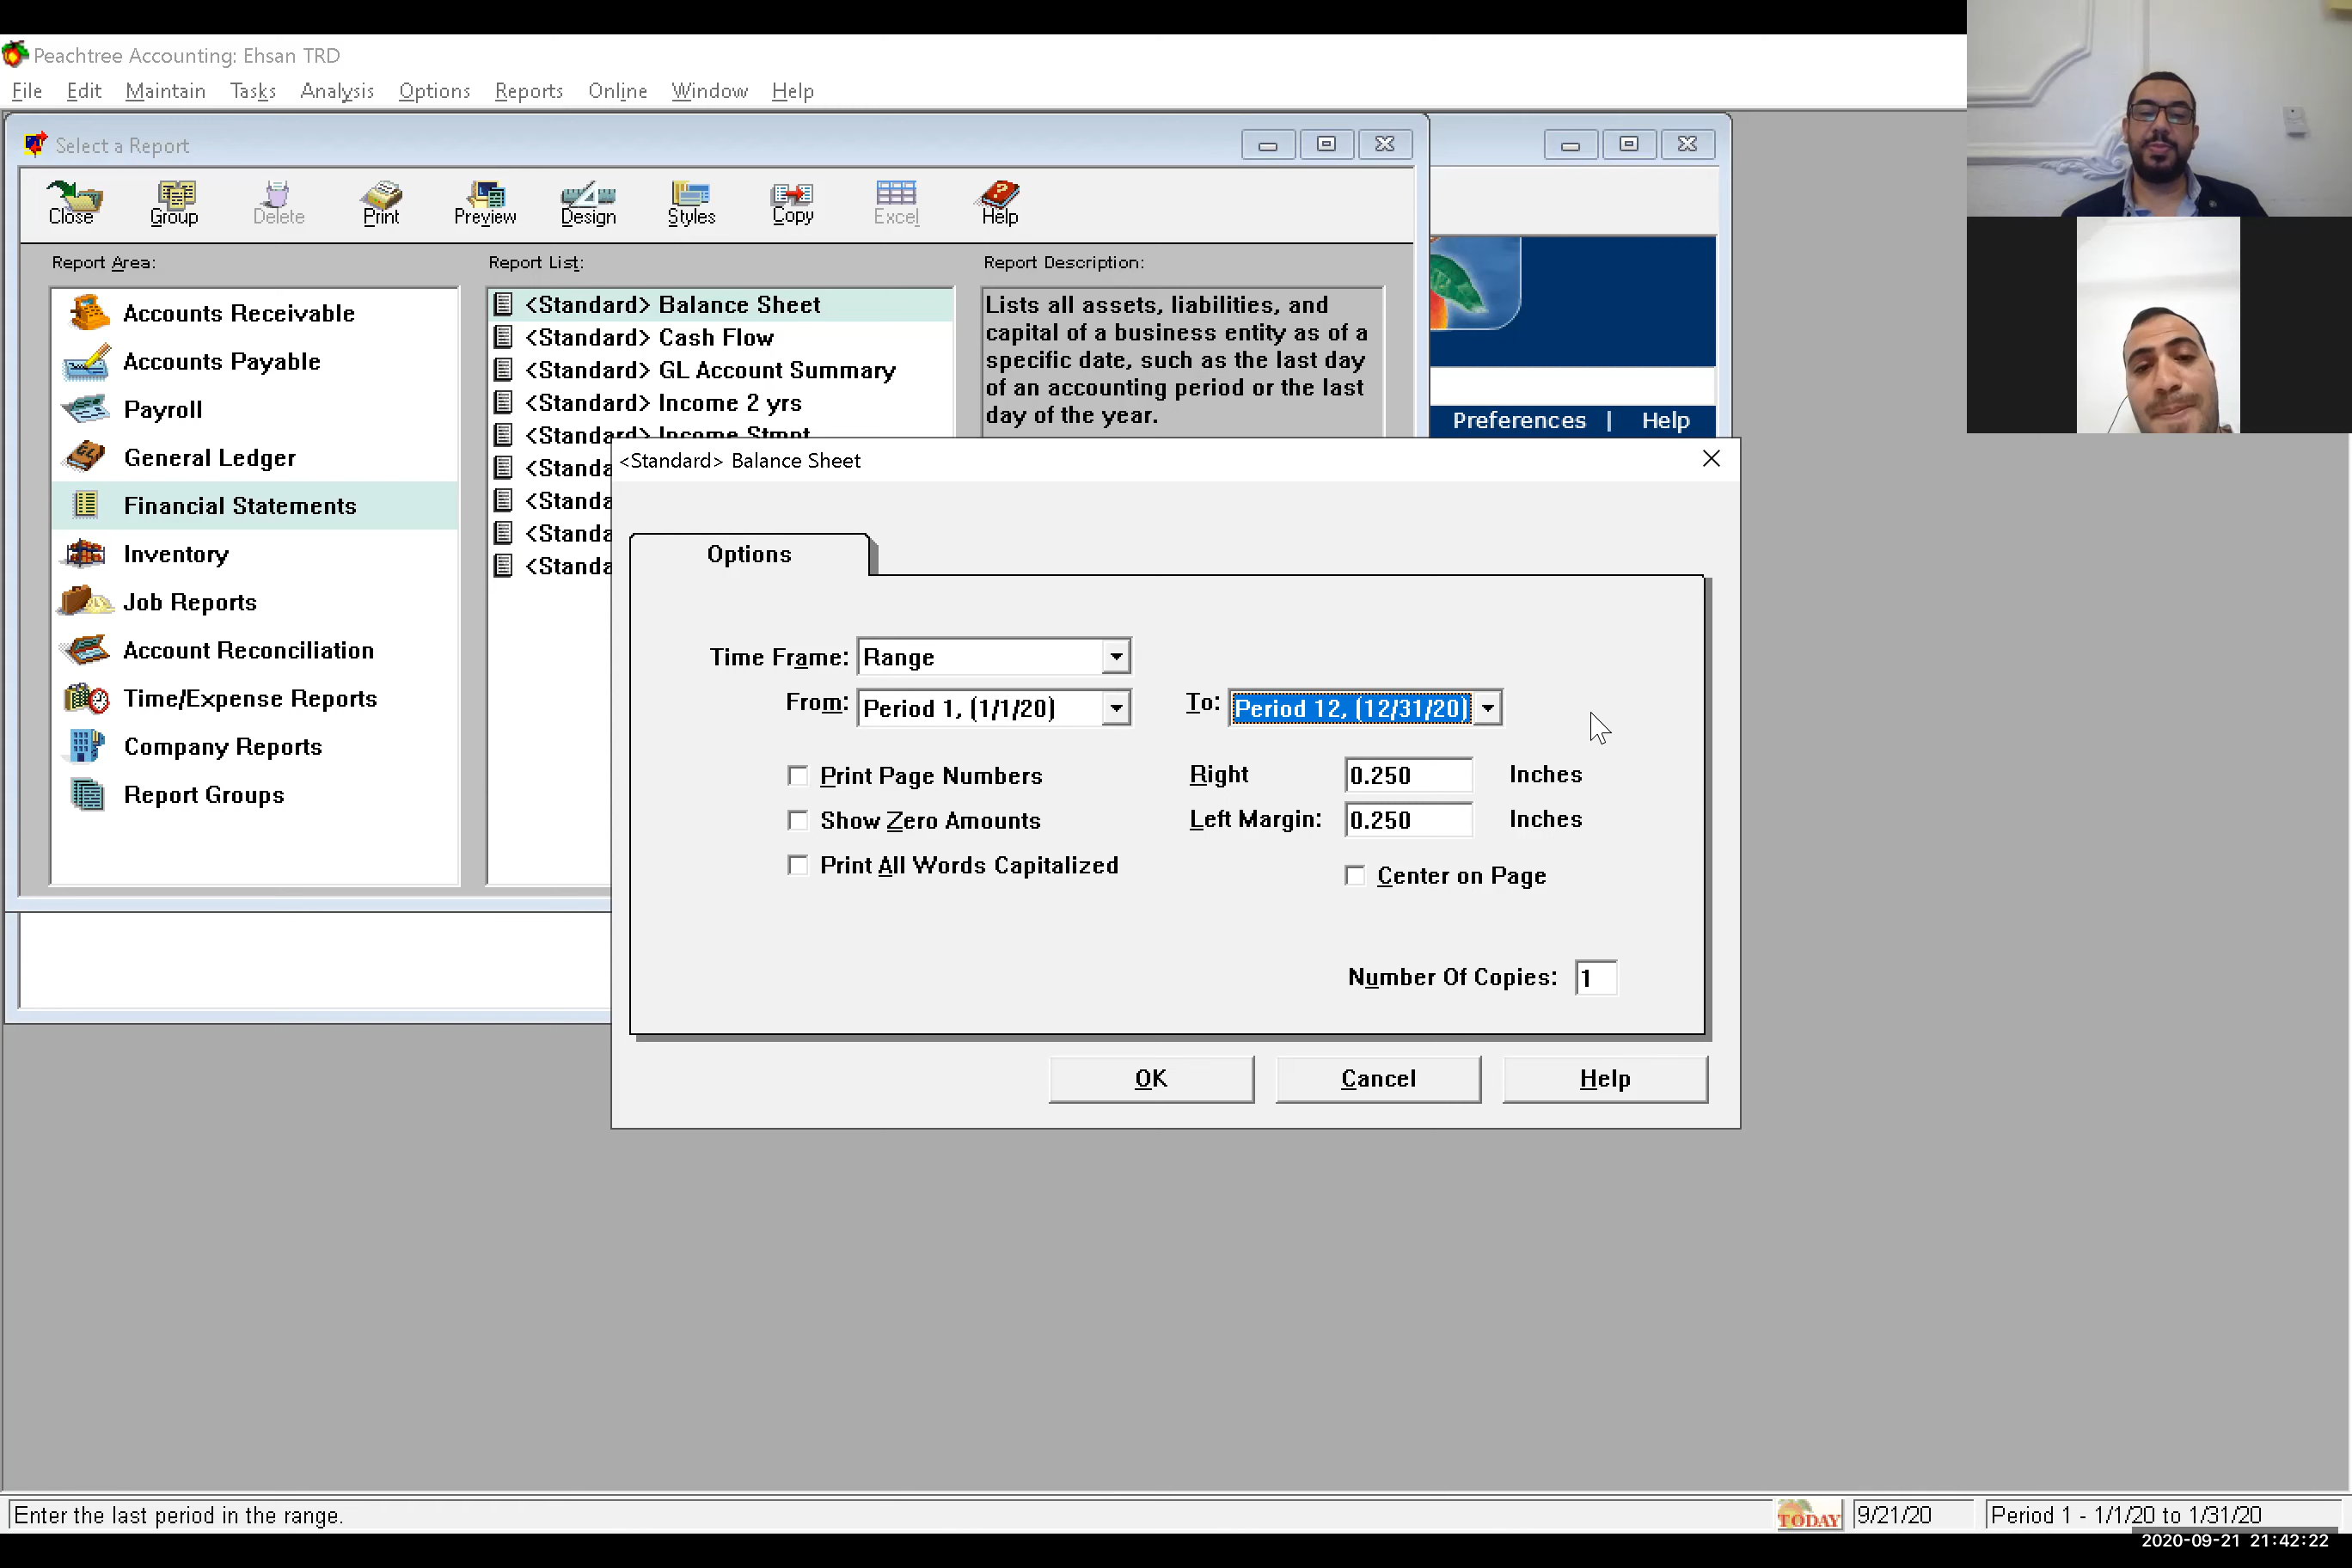 Peachtree Accounting: Ehsan TRD
File Edit Maintain Tasks Analysis Options Reports Online Window Help
Select a Report
Close Group Delete Print Preview Design Styles Copy Excel Help
Report Area:
Accounts Receivable
Accounts Payable
Payroll
General Ledger
Financial Statements
Inventory
Job Reports
Account Reconciliation
Time/Expense Reports
Company Reports
Report Groups
Report List:
<Standard> Balance Sheet
<Standard> Cash Flow
<Standard> GL Account Summary
<Standard> Income 2 yrs
<Standard> Income Stmnt
<Standa
<Standa
<Standa
<Standa
Report Description:
Lists all assets, liabilities, and
capital of a business entity as of a
specific date, such as the last day
of an accounting period or the last
day of the year.
Preferences | Help
<Standard> Balance Sheet
Options
Time Frame: Range
From: Period 1, (1/1/20) To: Period 12, (12/31/20)
Print Page Numbers Right 0.250 Inches
Show Zero Amounts Left Margin: 0.250 Inches
Print All Words Capitalized
Center on Page
Number Of Copies: 1
OK Cancel Help
Enter the last period in the range. TODAY 9/21/20 Period 1 - 1/1/20 to 1/31/20
2020-09-21 21:42:22